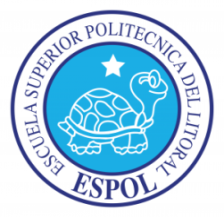 ESCUELA SUPERIOR POLITECNICA DEL LITORAL
ESPOL